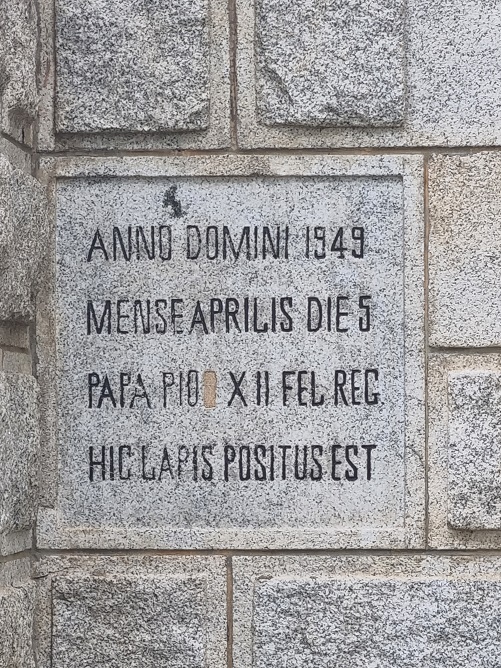 ANNO DOMINI 1949
MENSE APRILIS DIE 5
PAPA PIO XII FEL REG
HIC LAPIS POSITUS EST